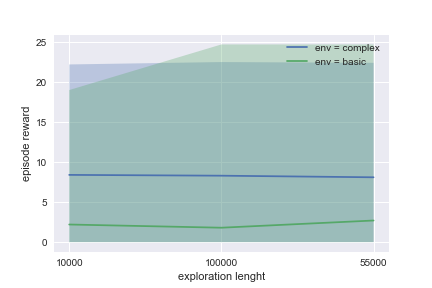 25
20
15
10
5
0
episode reward
env = complex
env = basic
10000 100000 55000
exploration lenght